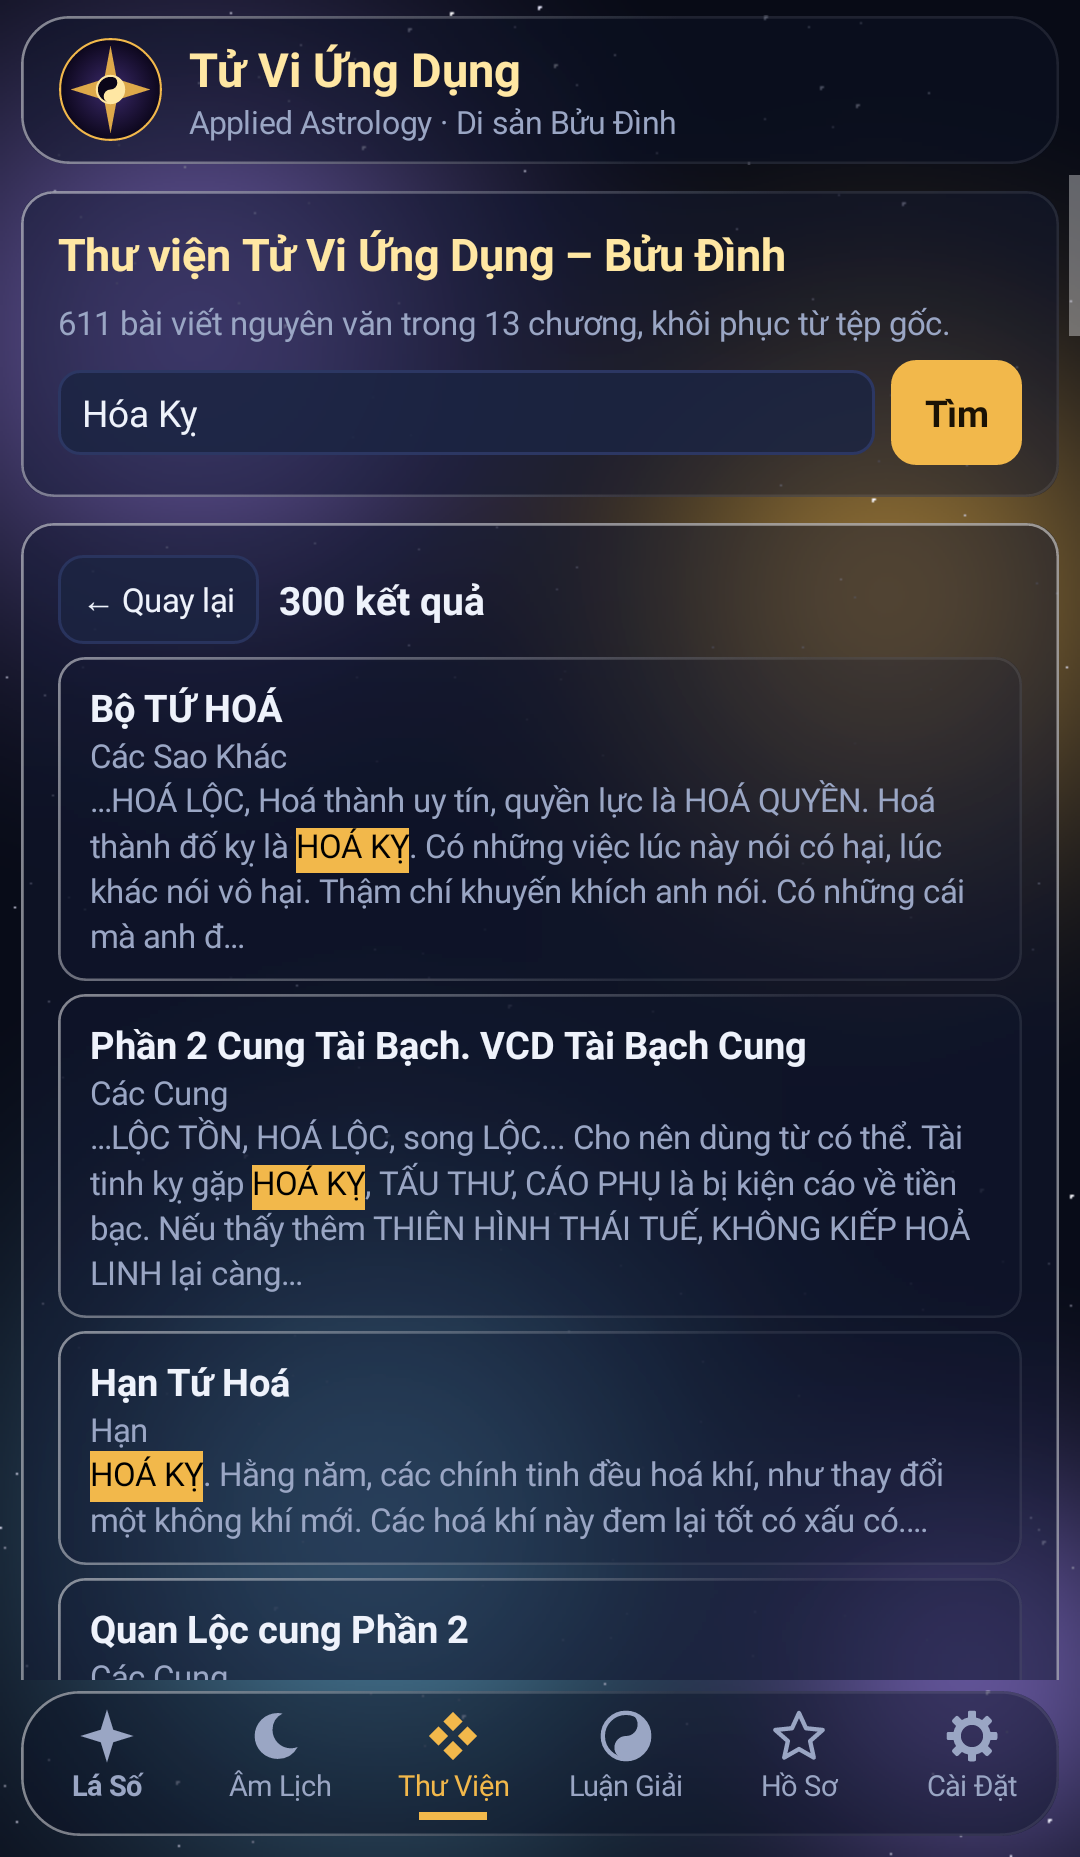 Tử Vi Ứng Dụng
Applied Astrology · Di sản Bửu Đình
Thư viện Tử Vi Ứng Dụng – Bửu Đình
611 bài viết nguyên văn trong 13 chương, khôi phục từ tệp gốc.
Hóa Kỵ
Tìm
← Quay lại
300 kết quả
Bộ TỨ HOÁ
Các Sao Khác
…HOÁ LỘC, Hoá thành uy tín, quyền lực là HOÁ QUYỀN. Hoá
thành đố kỵ là HOÁ KỴ. Có những việc lúc này nói có hại, lúc
khác nói vô hại. Thậm chí khuyến khích anh nói. Có những cái
mà anh đ…
Phần 2 Cung Tài Bạch. VCD Tài Bạch Cung
Các Cung
…LỘC TỒN, HOÁ LỘC, song LỘC... Cho nên dùng từ có thể. Tài
tinh kỵ gặp HOÁ KỴ, TẤU THƯ, CÁO PHỤ là bị kiện cáo về tiền
bạc. Nếu thấy thêm THIÊN HÌNH THÁI TUẾ, KHÔNG KIẾP HOẢ
LINH lại càng…
Hạn Tứ Hoá
Hạn
HOÁ KỴ. Hằng năm, các chính tinh đều hoá khí, như thay đổi
một không khí mới. Các hoá khí này đem lại tốt có xấu có.…
Quan Lộc cung Phần 2
Các Cung
Lá Số
Âm Lịch
Thư Viện
Luận Giải
Hồ Sơ
Cài Đặt